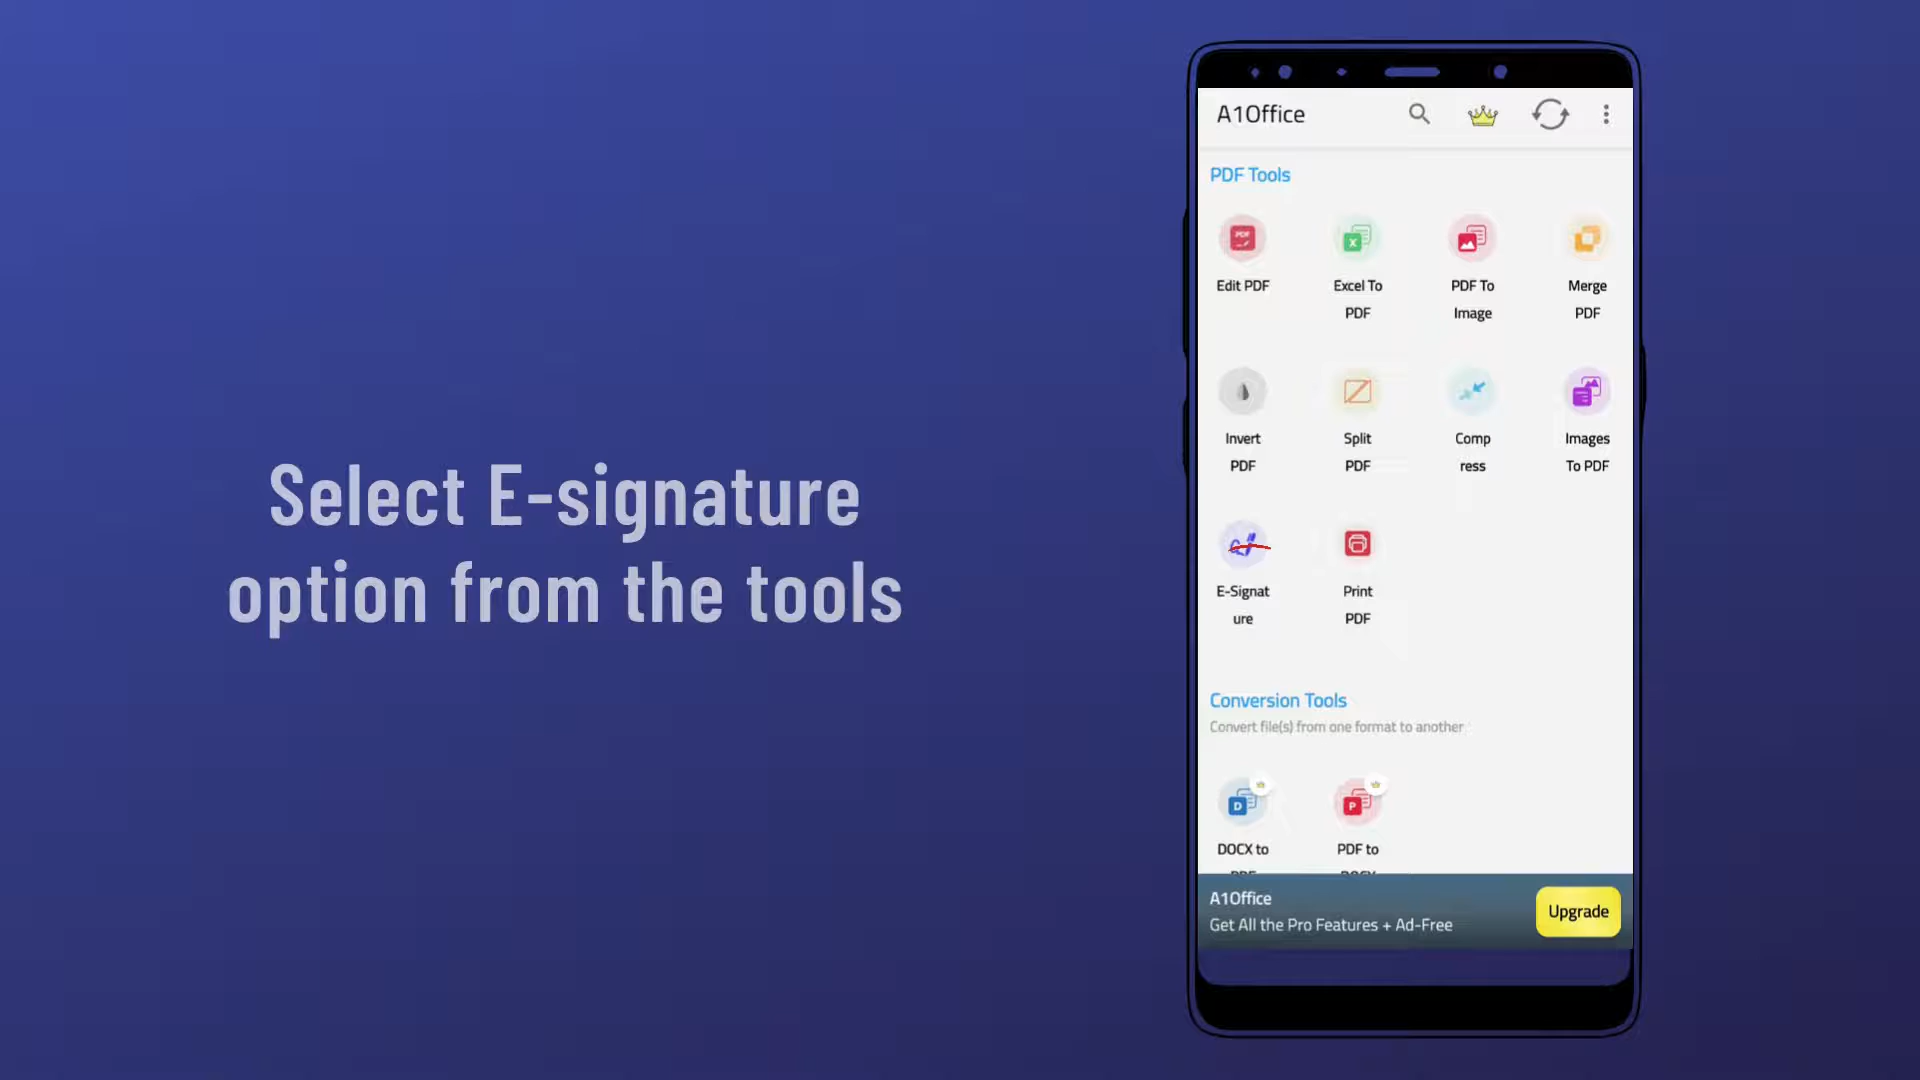 Select E-signature
option from the tools
A1Office
PDF Tools
Edit PDF
Excel To
PDF
PDF To
Image
Merge
PDF
Invert
PDF
Split
PDF
Comp
ress
Images
To PDF
E-Signat
ure
Print
PDF
Conversion Tools
Convert file(s) from one format to another
DOCX to
PDF
PDF to
DOCX
A1Office
Get All the Pro Features + Ad-Free
Upgrade